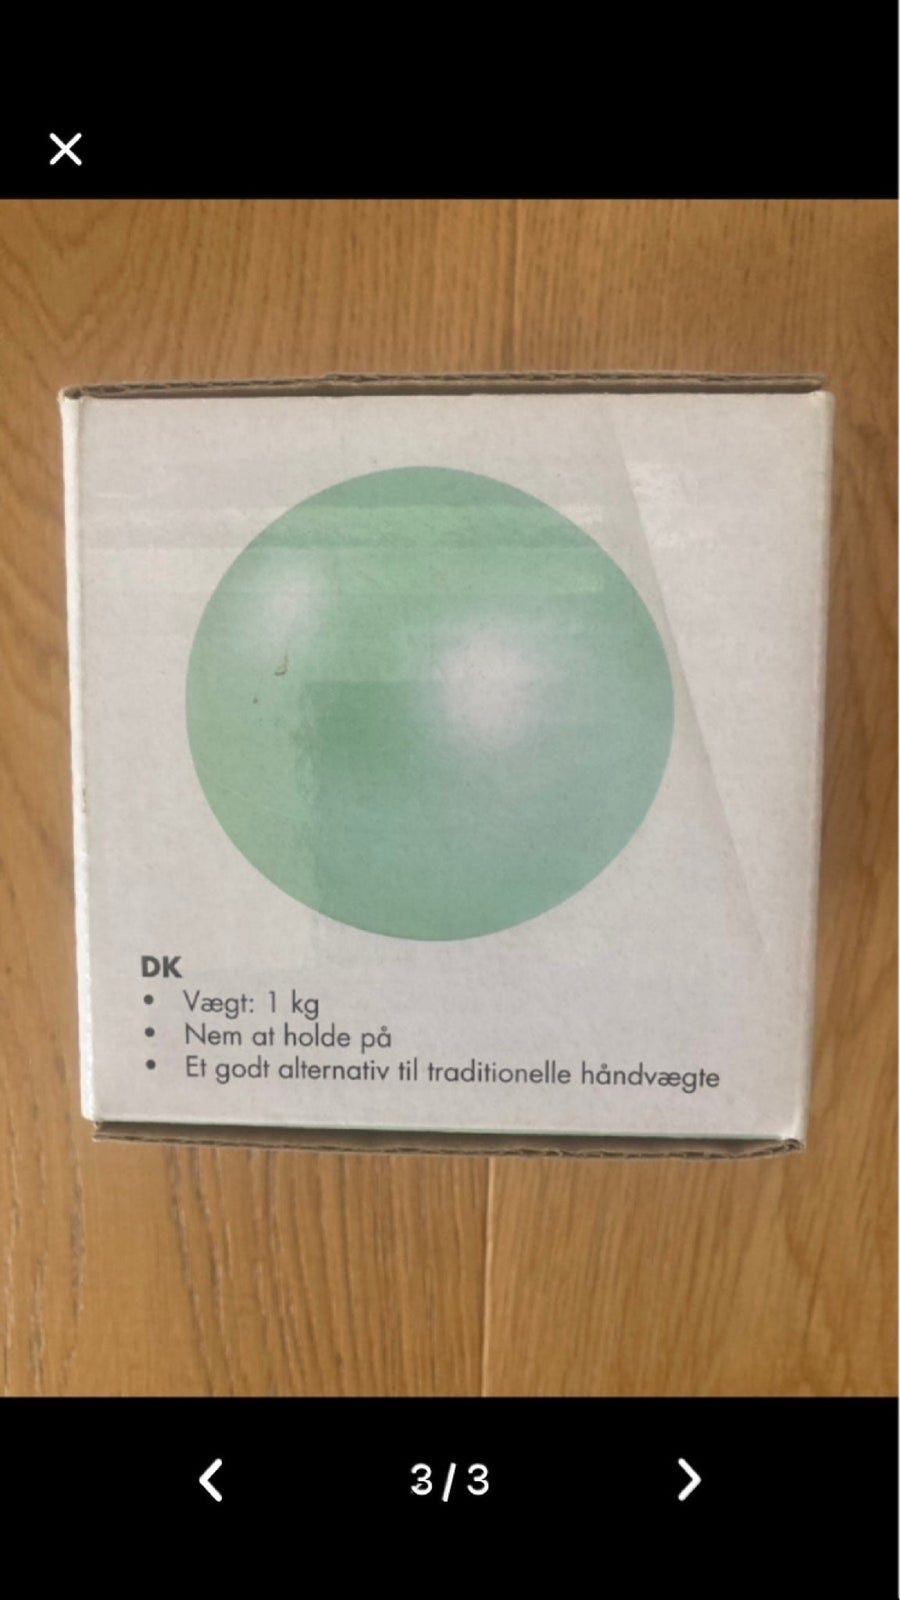 DK
• Vægt: 1 kg
• Nem at holde på
• Et godt alternativ til traditionelle håndvægte
3/3